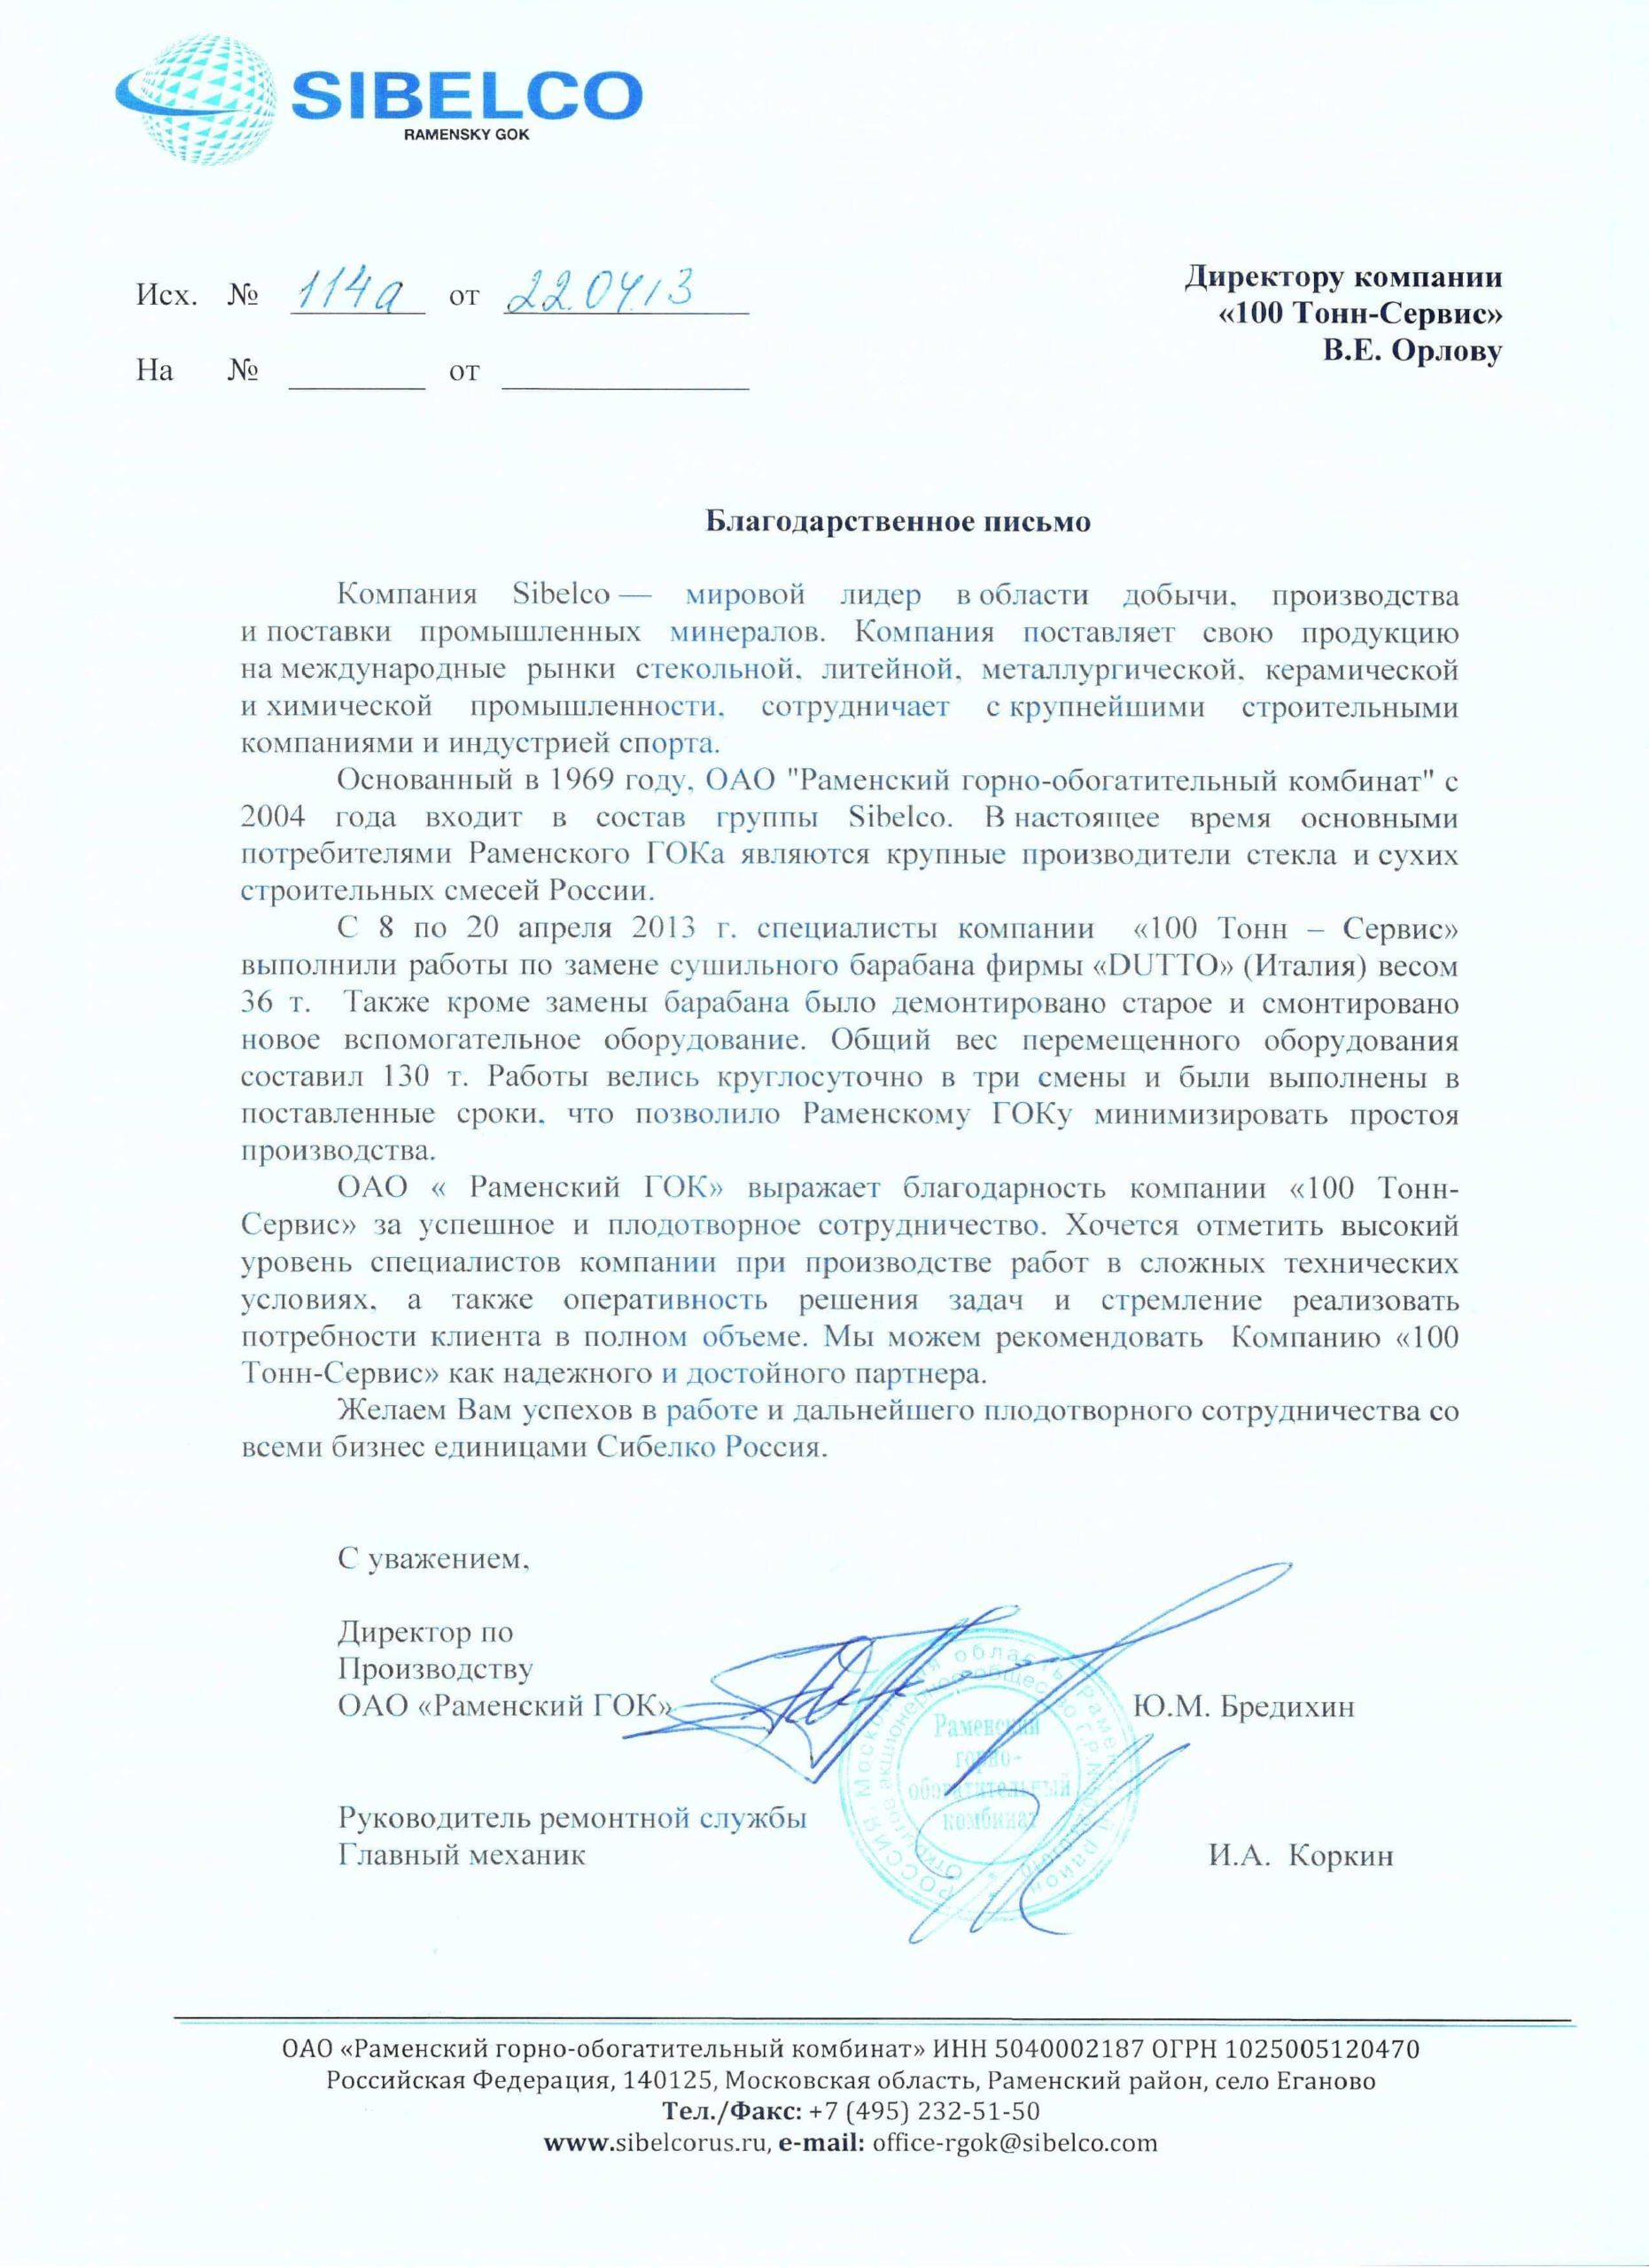 SIBELCO
RAMENSKY GOK
Исх. № 114а от 22.04.13
На № ________ от ______________
Директору компании
«100 Тонн-Сервис»
В.Е. Орлову
Благодарственное письмо
Компания Sibelco — мировой лидер в области добычи, производства
и поставки промышленных минералов. Компания поставляет свою продукцию
на международные рынки стекольной, литейной, металлургической, керамической
и химической промышленности, сотрудничает с крупнейшими строительными
компаниями и индустрией спорта.
Основанный в 1969 году, ОАО "Раменский горно-обогатительный комбинат" с
2004 года входит в состав группы Sibelco. В настоящее время основными
потребителями Раменского ГОКа являются крупные производители стекла и сухих
строительных смесей России.
С 8 по 20 апреля 2013 г. специалисты компании «100 Тонн – Сервис»
выполнили работы по замене сушильного барабана фирмы «DUTTO» (Италия) весом
36 т. Также кроме замены барабана было демонтировано старое и смонтировано
новое вспомогательное оборудование. Общий вес перемещенного оборудования
составил 130 т. Работы велись круглосуточно в три смены и были выполнены в
поставленные сроки, что позволило Раменскому ГОКу минимизировать простоя
производства.
ОАО « Раменский ГОК» выражает благодарность компании «100 Тонн-
Сервис» за успешное и плодотворное сотрудничество. Хочется отметить высокий
уровень специалистов компании при производстве работ в сложных технических
условиях, а также оперативность решения задач и стремление реализовать
потребности клиента в полном объеме. Мы можем рекомендовать Компанию «100
Тонн-Сервис» как надежного и достойного партнера.
Желаем Вам успехов в работе и дальнейшего плодотворного сотрудничества со
всеми бизнес единицами Сибелко Россия.
С уважением,
Директор по
Производству
ОАО «Раменский ГОК» Ю.М. Бредихин
Раменский
горно-
обогатительный
комбинат
Руководитель ремонтной службы
Главный механик И.А. Коркин
ОАО «Раменский горно-обогатительный комбинат» ИНН 5040002187 ОГРН 1025005120470
Российская Федерация, 140125, Московская область, Раменский район, село Еганово
Тел./Факс: +7 (495) 232-51-50
www.sibelcorus.ru, e-mail: office-rgok@sibelco.com